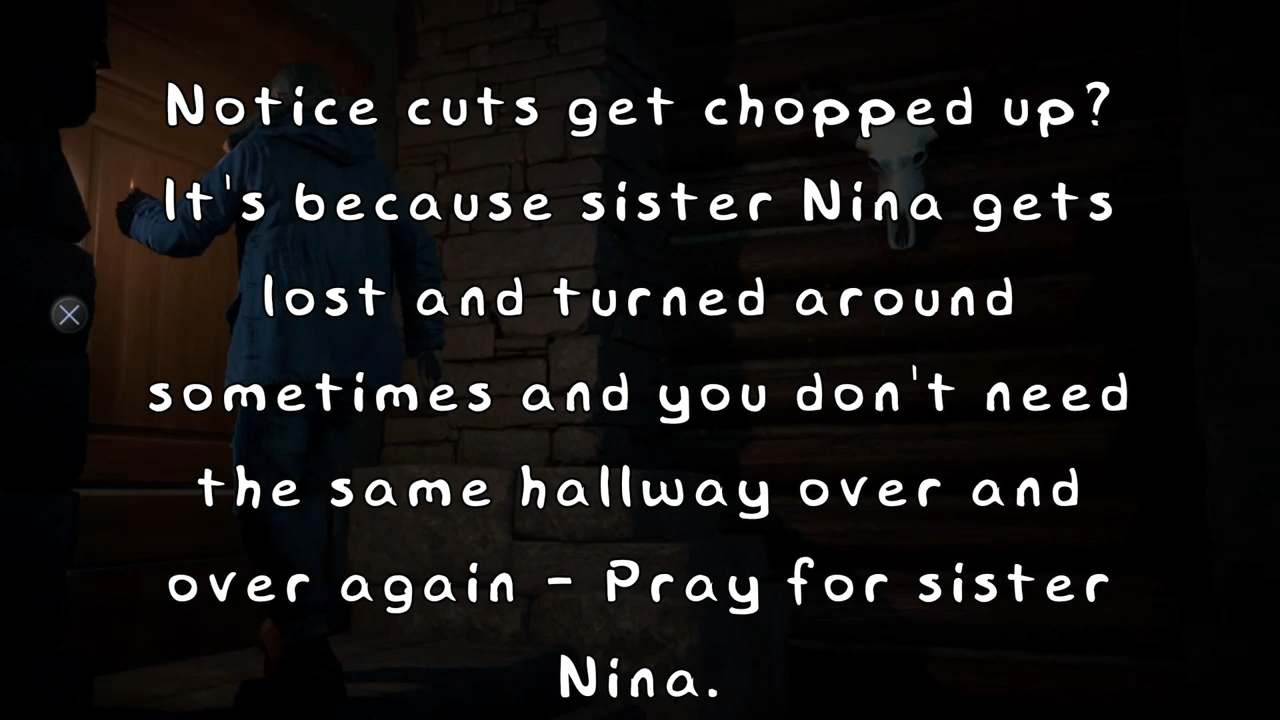 Notice cuts get chopped up?
It's because sister Nina gets
lost and turned around
sometimes and you don't need
the same hallway over and
over again - Pray for sister
Nina.